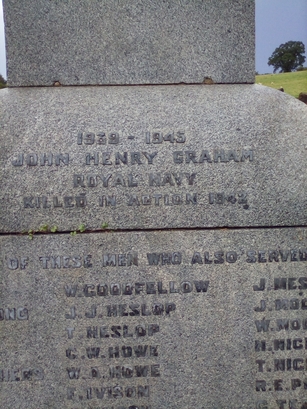 1939 - 1945
JOHN HENRY GRAHAM
ROYAL NAVY
KILLED IN ACTION 1942
OF THESE MEN WHO ALSO SERVED
W. GOODFELLOW
J. J. HESLOP
T. HESLOP
G. W. HOWE
W. O. HOWE
F. IVISON